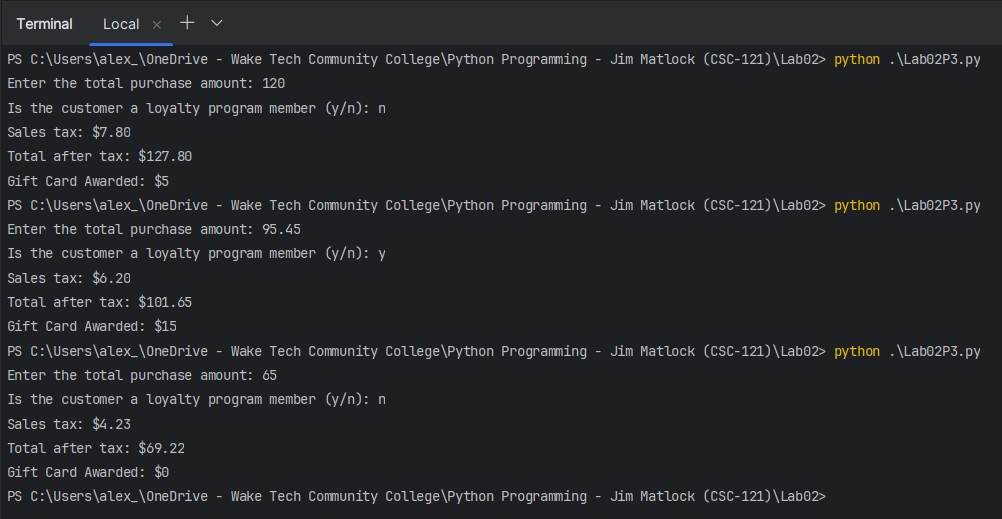 Terminal Local × + ⌄
PS C:\Users\alex_\OneDrive - Wake Tech Community College\Python Programming - Jim Matlock (CSC-121)\Lab02> python .\Lab02P3.py
Enter the total purchase amount: 120
Is the customer a loyalty program member (y/n): n
Sales tax: $7.80
Total after tax: $127.80
Gift Card Awarded: $5
PS C:\Users\alex_\OneDrive - Wake Tech Community College\Python Programming - Jim Matlock (CSC-121)\Lab02> python .\Lab02P3.py
Enter the total purchase amount: 95.45
Is the customer a loyalty program member (y/n): y
Sales tax: $6.20
Total after tax: $101.65
Gift Card Awarded: $15
PS C:\Users\alex_\OneDrive - Wake Tech Community College\Python Programming - Jim Matlock (CSC-121)\Lab02> python .\Lab02P3.py
Enter the total purchase amount: 65
Is the customer a loyalty program member (y/n): n
Sales tax: $4.23
Total after tax: $69.22
Gift Card Awarded: $0
PS C:\Users\alex_\OneDrive - Wake Tech Community College\Python Programming - Jim Matlock (CSC-121)\Lab02>